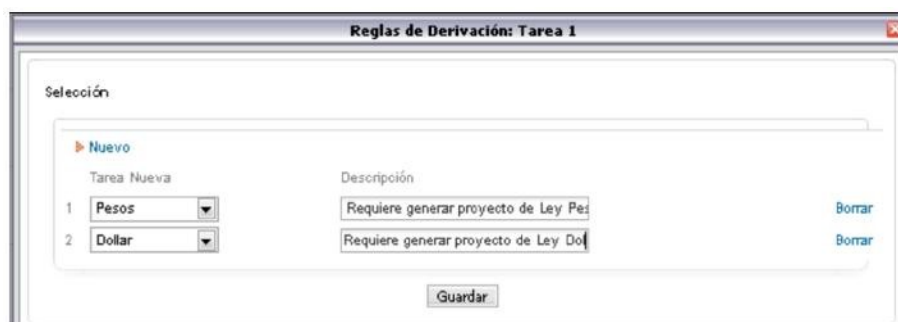 Reglas de Derivación: Tarea 1
Selección
Nuevo
Tarea Nueva Descripción
1 Pesos Requiere generar proyecto de Ley Pes Borrar
2 Dollar Requiere generar proyecto de Ley Dol Borrar
Guardar